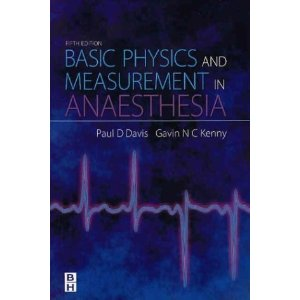 FIFTH EDITION
BASIC PHYSICS AND
MEASUREMENT IN
ANAESTHESIA
Paul D Davis Gavin N C Kenny
B
H